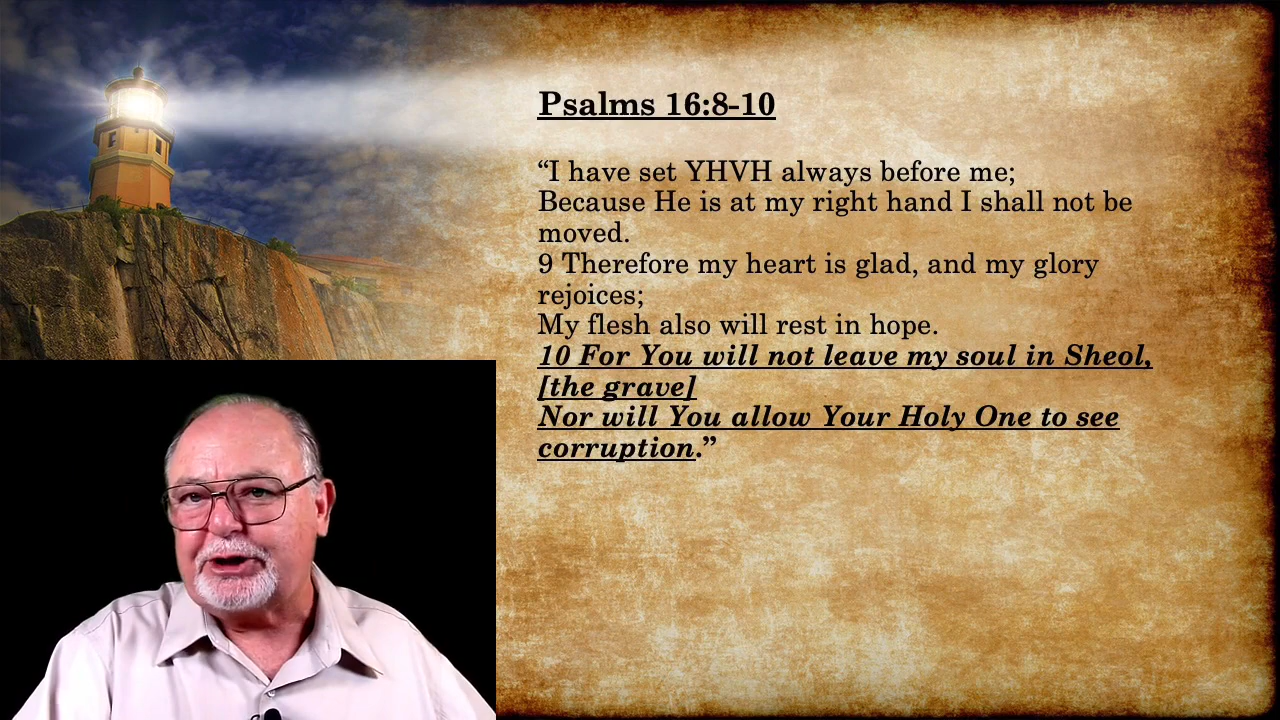 Psalms 16:8-10
“I have set YHVH always before me;
Because He is at my right hand I shall not be
moved.
9 Therefore my heart is glad, and my glory
rejoices;
My flesh also will rest in hope.
10 For You will not leave my soul in Sheol,
[the grave]
Nor will You allow Your Holy One to see
corruption.”